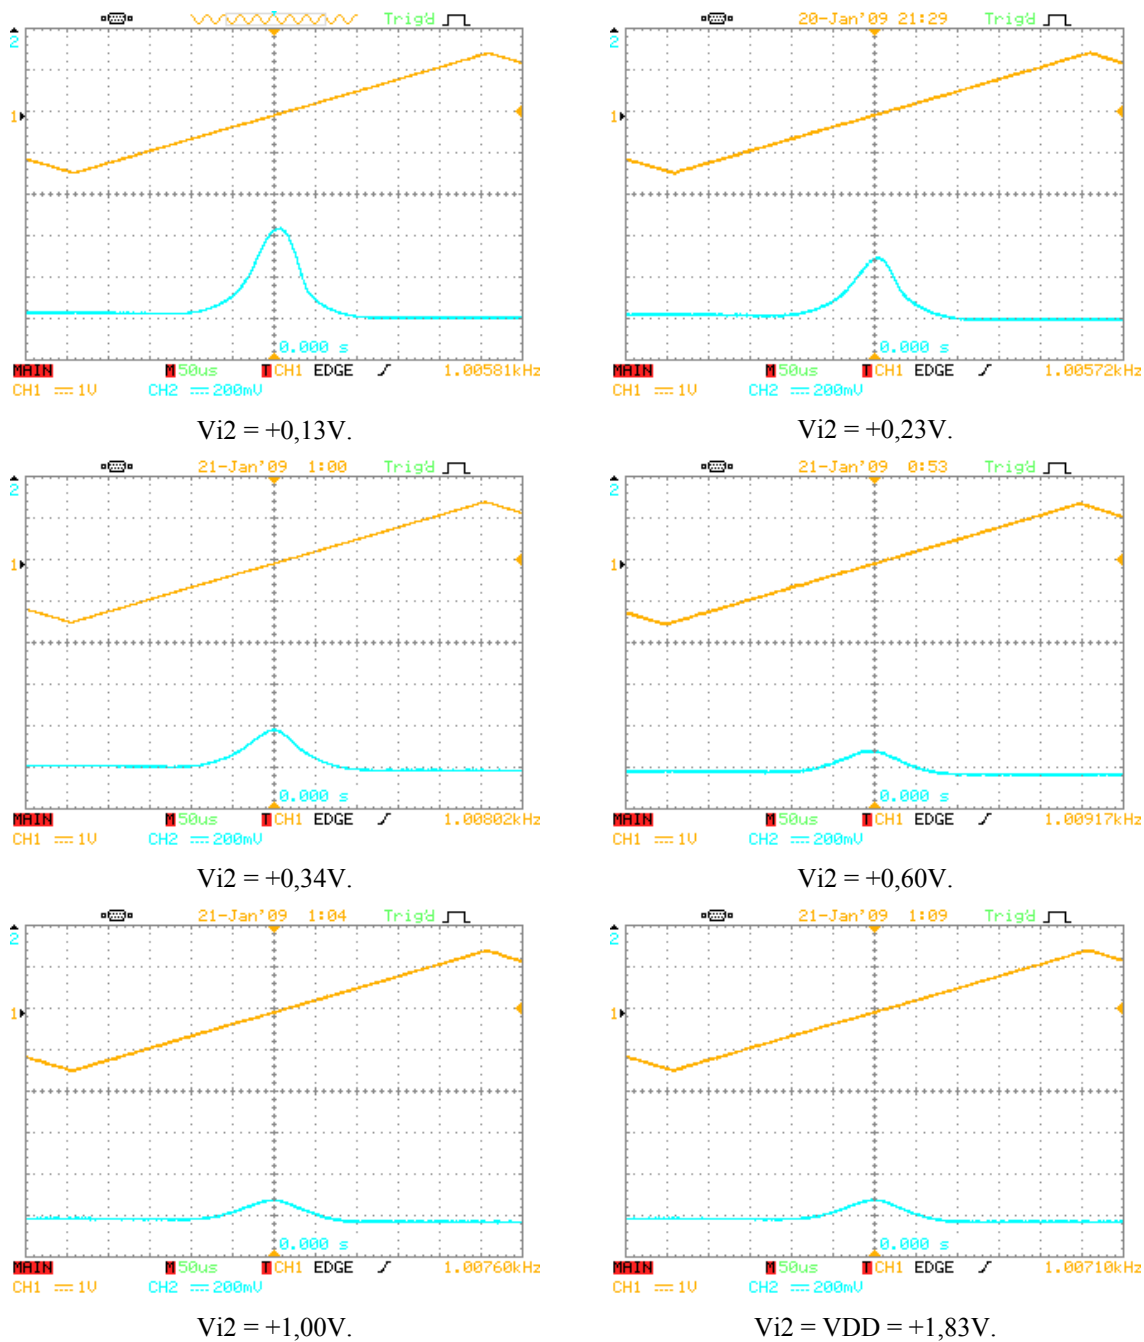 Trig'd
20-Jan'09 21:29 Trig'd
2
1
0.000 s
MAIN M 50us T CH1 EDGE 1.00581kHz
CH1 1V CH2 200mV
2
1
0.000 s
MAIN M 50us T CH1 EDGE 1.00572kHz
CH1 1V CH2 200mV
Vi2 = +0,13V.
Vi2 = +0,23V.
21-Jan'09 1:00 Trig'd
2
1
0.000 s
MAIN M 50us T CH1 EDGE 1.00802kHz
CH1 1V CH2 200mV
21-Jan'09 0:53 Trig'd
2
1
0.000 s
MAIN M 50us T CH1 EDGE 1.00917kHz
CH1 1V CH2 200mV
Vi2 = +0,34V.
Vi2 = +0,60V.
21-Jan'09 1:04 Trig'd
2
1
0.000 s
MAIN M 50us T CH1 EDGE 1.00760kHz
CH1 1V CH2 200mV
21-Jan'09 1:09 Trig'd
2
1
0.000 s
MAIN M 50us T CH1 EDGE 1.00710kHz
CH1 1V CH2 200mV
Vi2 = +1,00V.
Vi2 = VDD = +1,83V.